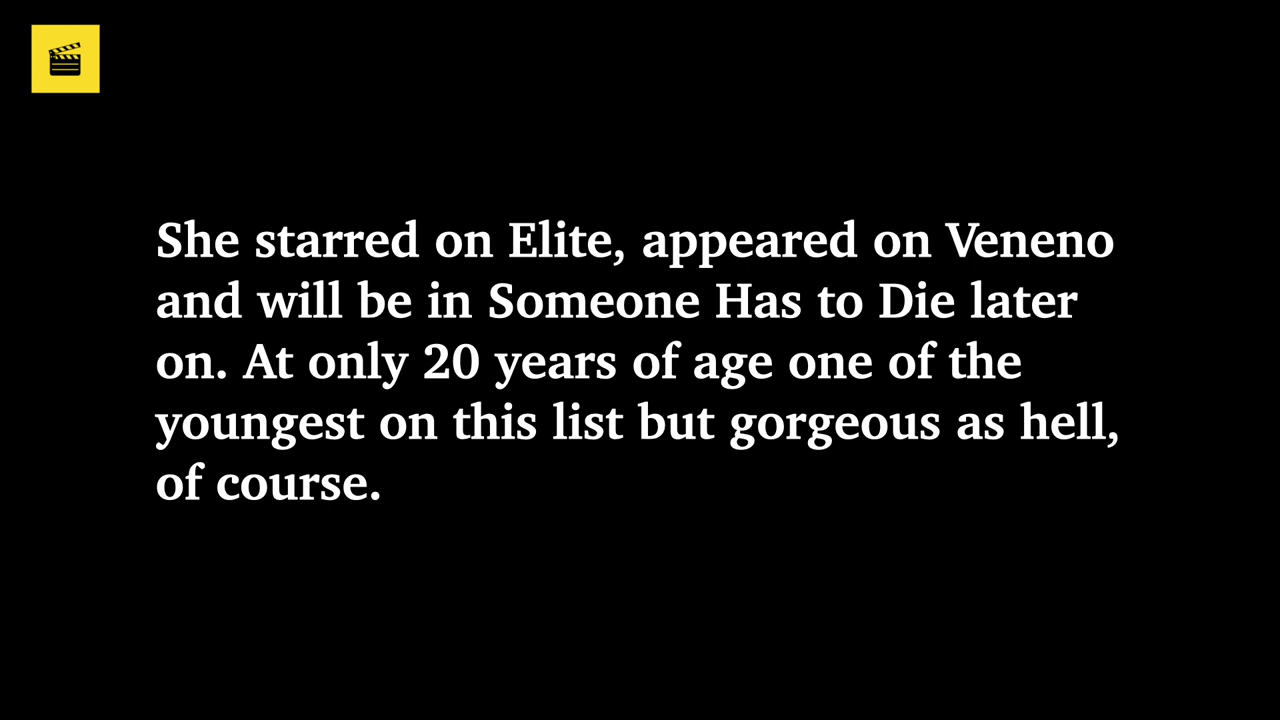 She starred on Elite, appeared on Veneno
and will be in Someone Has to Die later
on. At only 20 years of age one of the
youngest on this list but gorgeous as hell,
of course.